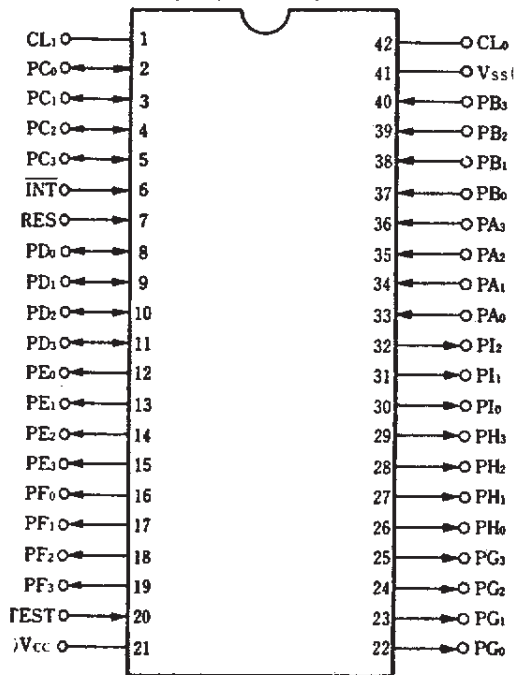 CL₁ 1
PC₀ 2
PC₁ 3
PC₂ 4
PC₃ 5
INT 6
RES 7
PD₀ 8
PD₁ 9
PD₂ 10
PD₃ 11
PE₀ 12
PE₁ 13
PE₂ 14
PE₃ 15
PF₀ 16
PF₁ 17
PF₂ 18
PF₃ 19
TEST 20
)Vcc 21
42 CL₀
41 Vss(
40 PB₃
39 PB₂
38 PB₁
37 PB₀
36 PA₃
35 PA₂
34 PA₁
33 PA₀
32 PI₂
31 PI₁
30 PI₀
29 PH₃
28 PH₂
27 PH₁
26 PH₀
25 PG₃
24 PG₂
23 PG₁
22 PG₀